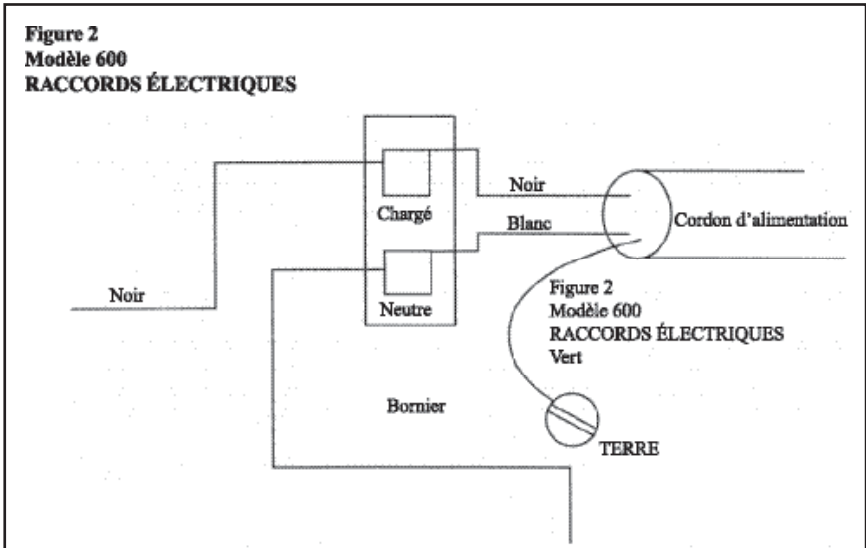 Figure 2
Modèle 600
RACCORDS ÉLECTRIQUES
Noir
Chargé
Blanc
Cordon d'alimentation
Noir
Neutre
Figure 2
Modèle 600
RACCORDS ÉLECTRIQUES
Vert
Bornier
TERRE